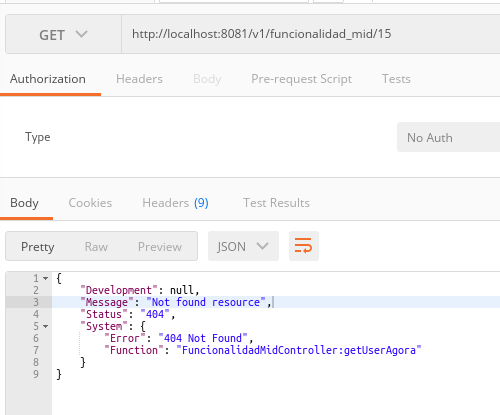 GET http://localhost:8081/v1/funcionalidad_mid/15
Authorization Headers Body Pre-request Script Tests
Type No Auth
Body Cookies Headers (9) Test Results
Pretty Raw Preview JSON
1 {
2 "Development": null,
3 "Message": "Not found resource",
4 "Status": "404",
5 "System": {
6 "Error": "404 Not Found",
7 "Function": "FuncionalidadMidController:getUserAgora"
8 }
9 }